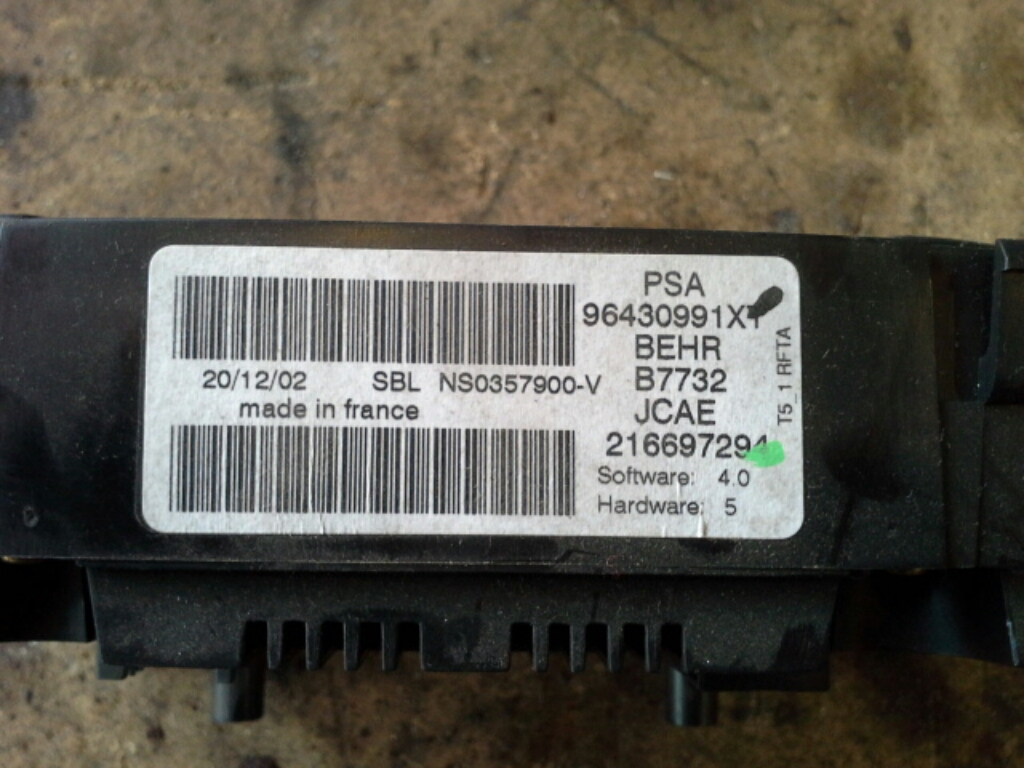 PSA
96430991XT
BEHR
B7732
JCAE
216697294
Software: 4.0
Hardware: 5
T5_1 RFTA
20/12/02 SBL NS0357900-V
made in france